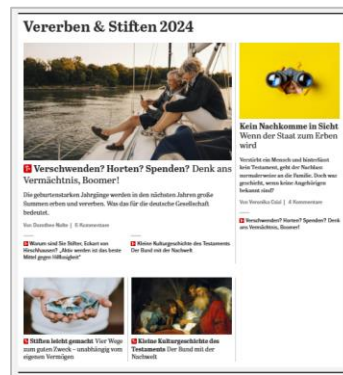 Vererben & Stiften 2024
Verschwenden? Horten? Spenden? Denk ans
Vermächtnis, Boomer!
Die geburtenstarken Jahrgänge werden in den nächsten Jahren große
Summen erben und vererben. Was das für die deutsche Gesellschaft
bedeutet.
Von Dorothee Nolte | 0 Kommentare
Warum sind Sie Stifter, Eckart von
Hirschhausen? „Aktiv werden ist das beste
Mittel gegen Hilflosigkeit“
Kleine Kulturgeschichte des Testaments
Der Bund mit der Nachwelt
Kein Nachkomme in Sicht
Wenn der Staat zum Erben
wird
Verstirbt ein Mensch und hinterlässt
kein Testament, geht der Nachlass
normalerweise an die Familie. Doch was
geschieht, wenn keine Angehörigen
bekannt sind?
Von Veronika Csizi | 4 Kommentare
Verschwenden? Horten? Spenden? Denk
ans Vermächtnis, Boomer!
Stiften leicht gemacht Vier Wege
zum guten Zweck – unabhängig vom
eigenen Vermögen
Kleine Kulturgeschichte des
Testaments Der Bund mit der
Nachwelt